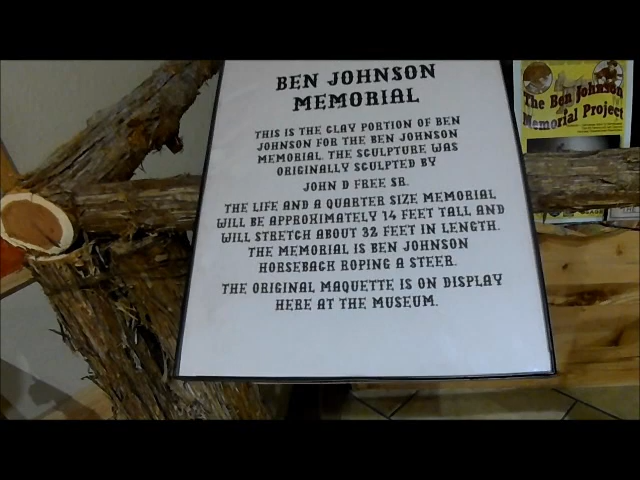 BEN JOHNSON
MEMORIAL
THIS IS THE CLAY PORTION OF BEN
JOHNSON FOR THE BEN JOHNSON
MEMORIAL. THE SCULPTURE WAS
ORIGINALLY SCULPTED BY
JOHN D FREE SR.
THE LIFE AND A QUARTER SIZE MEMORIAL
WILL BE APPROXIMATELY 14 FEET TALL AND
WILL STRETCH ABOUT 32 FEET IN LENGTH.
THE MEMORIAL IS BEN JOHNSON
HORSEBACK ROPING A STEER.
THE ORIGINAL MAQUETTE IS ON DISPLAY
HERE AT THE MUSEUM.
The Ben Johnson
Memorial Project